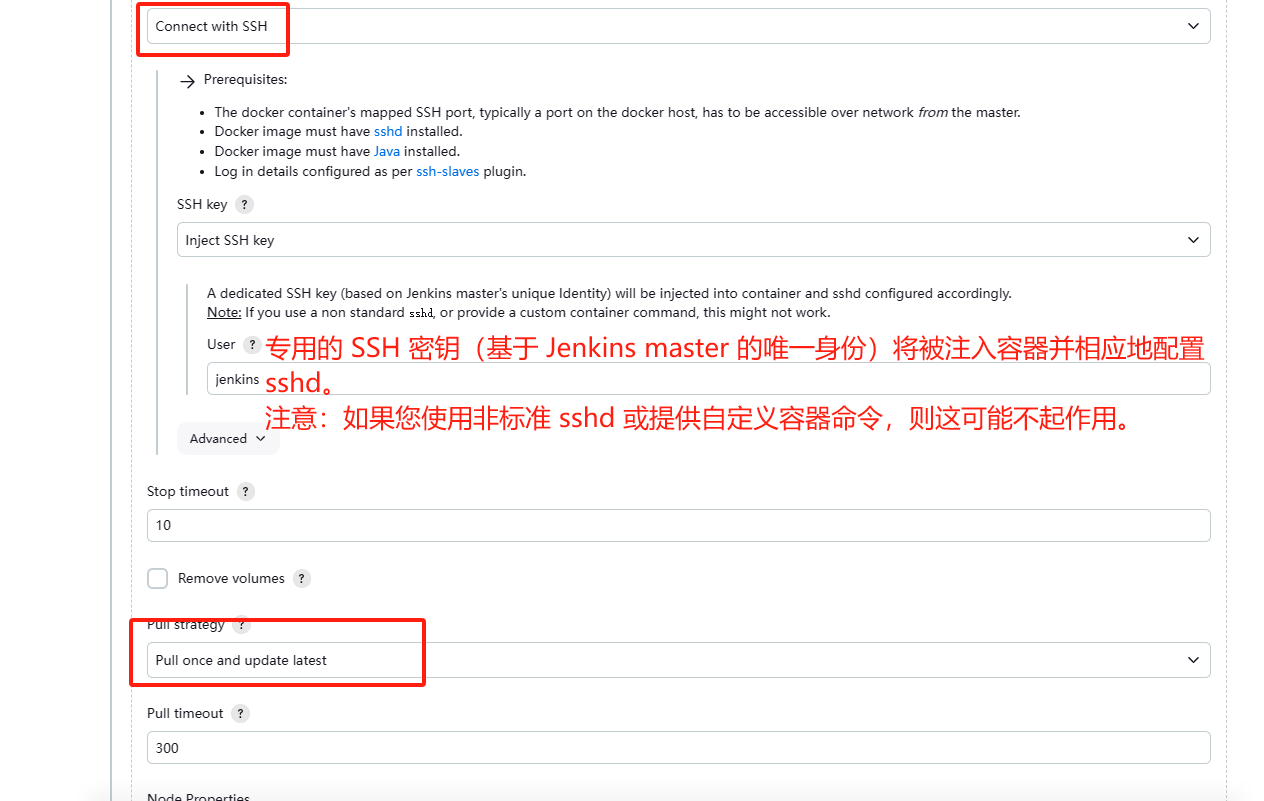 Connect with SSH
Prerequisites:
The docker container's mapped SSH port, typically a port on the docker host, has to be accessible over network from the master.
Docker image must have sshd installed.
Docker image must have Java installed.
Log in details configured as per ssh-slaves plugin.
SSH key ?
Inject SSH key
A dedicated SSH key (based on Jenkins master's unique Identity) will be injected into container and sshd configured accordingly.
Note: If you use a non standard sshd, or provide a custom container command, this might not work.
User ?
专用的 SSH 密钥（基于 Jenkins master 的唯一身份）将被注入容器并相应地配置
sshd。
注意：如果您使用非标准 sshd 或提供自定义容器命令，则这可能不起作用。
jenkins
Advanced
Stop timeout ?
10
Remove volumes ?
Pull strategy ?
Pull once and update latest
Pull timeout ?
300
Node Properties